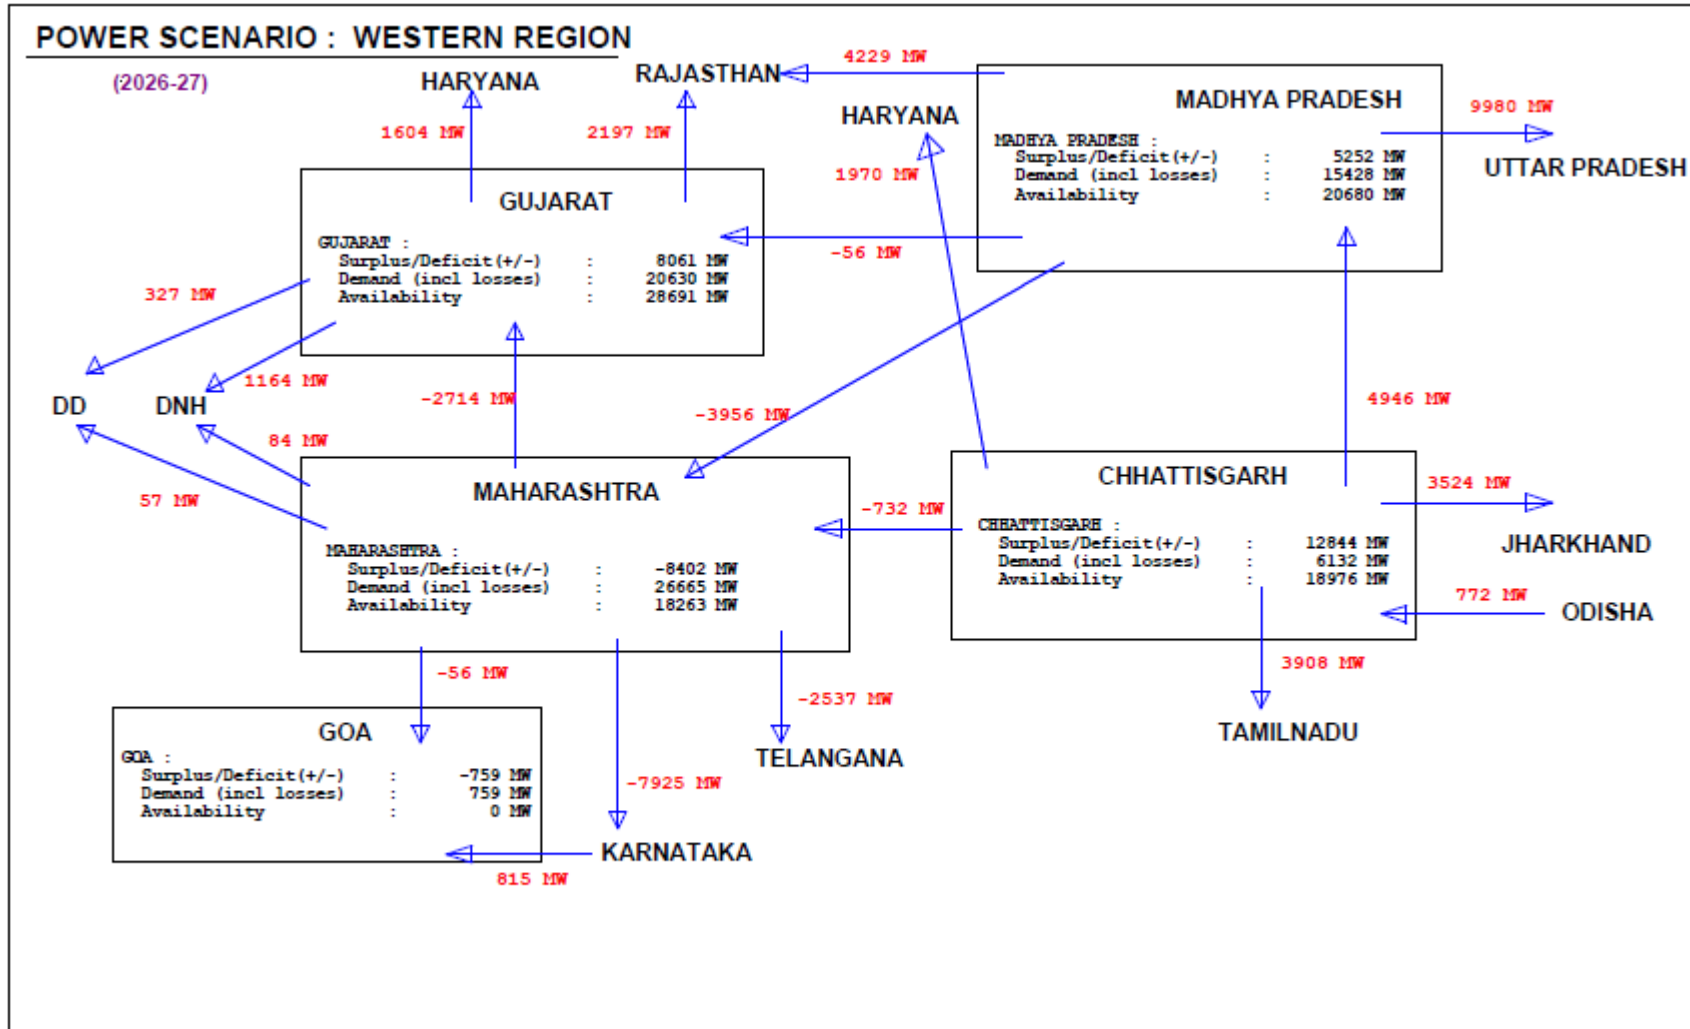 POWER SCENARIO : WESTERN REGION
(2026-27)
HARYANA
RAJASTHAN
4229 MW
1604 MW
2197 MW
HARYANA
1970 MW
MADHYA PRADESH
MADHYA PRADESH :
Surplus/Deficit(+/-) : 5252 MW
Demand (incl losses) : 15428 MW
Availability : 20680 MW
9980 MW
UTTAR PRADESH
GUJARAT
GUJARAT :
Surplus/Deficit(+/-) : 8061 MW
Demand (incl losses) : 20630 MW
Availability : 28691 MW
-56 MW
327 MW
1164 MW
-2714 MW
-3956 MW
4946 MW
DD
DNH
84 MW
57 MW
MAHARASHTRA
MAHARASHTRA :
Surplus/Deficit(+/-) : -8402 MW
Demand (incl losses) : 26665 MW
Availability : 18263 MW
-732 MW
CHHATTISGARH
CHHATTISGARH :
Surplus/Deficit(+/-) : 12844 MW
Demand (incl losses) : 6132 MW
Availability : 18976 MW
3524 MW
JHARKHAND
772 MW
ODISHA
3908 MW
TAMILNADU
-56 MW
-2537 MW
TELANGANA
-7925 MW
KARNATAKA
815 MW
GOA
GOA :
Surplus/Deficit(+/-) : -759 MW
Demand (incl losses) : 759 MW
Availability : 0 MW